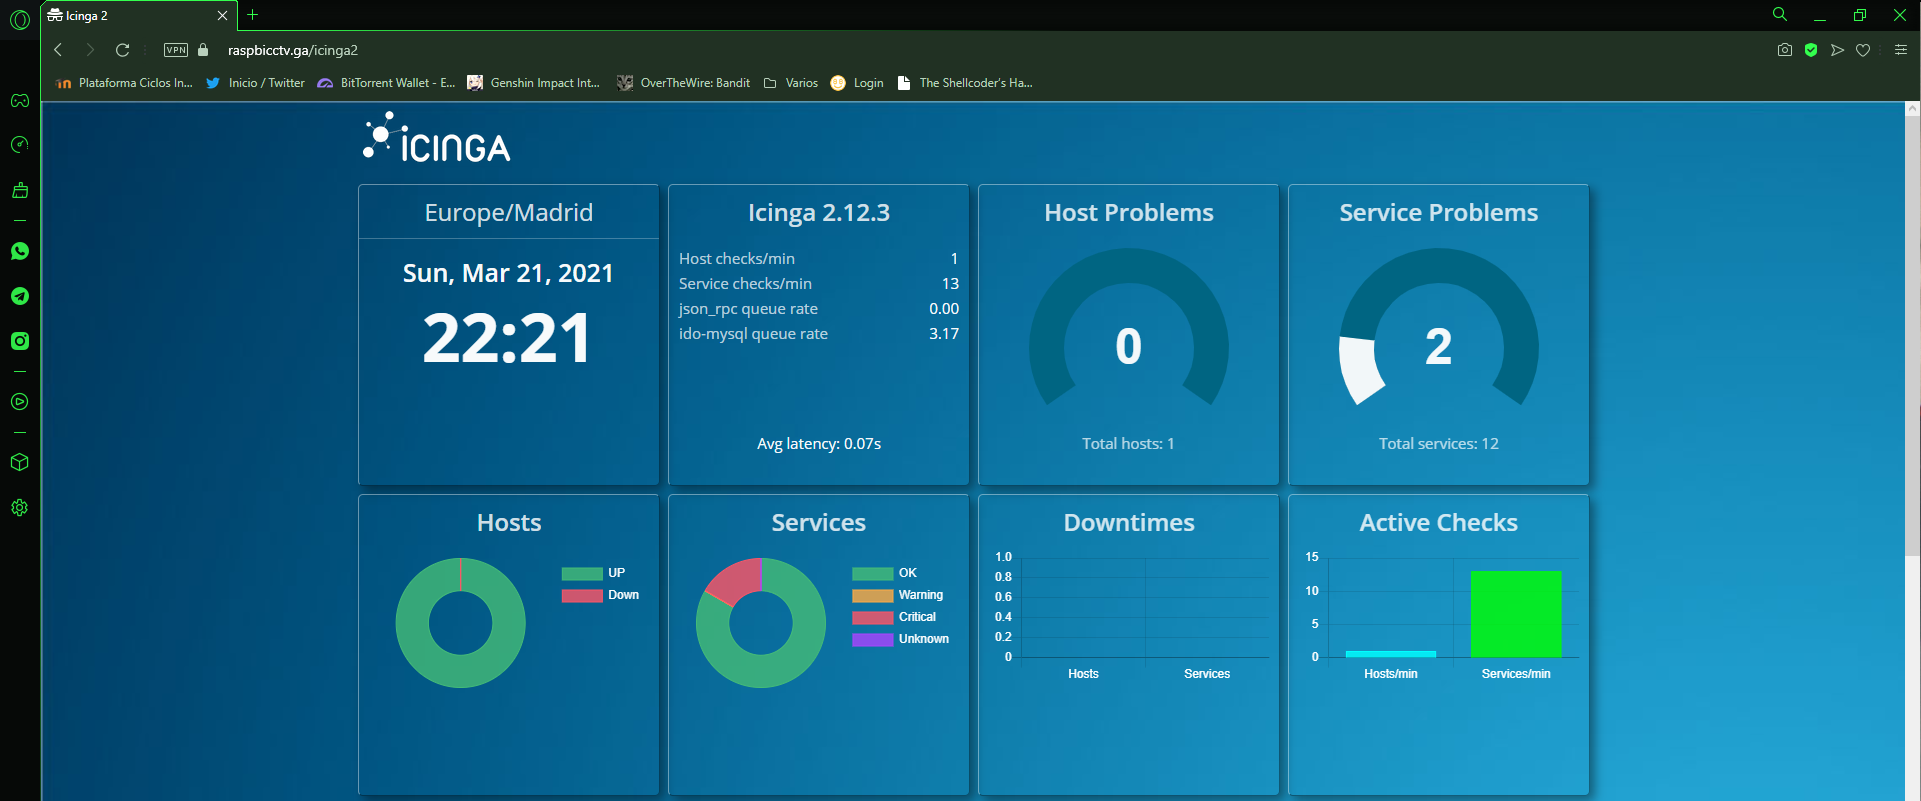 Icinga 2
VPN
raspbicctv.ga/icinga2
Plataforma Ciclos In...
Inicio / Twitter
BitTorrent Wallet - E...
Genshin Impact Int...
OverTheWire: Bandit
Varios
Login
The Shellcoder's Ha...
ICINGA
Europe/Madrid
Sun, Mar 21, 2021
22:21
Icinga 2.12.3
Host checks/min 1
Service checks/min 13
json_rpc queue rate 0.00
ido-mysql queue rate 3.17
Avg latency: 0.07s
Host Problems
0
Total hosts: 1
Service Problems
2
Total services: 12
Hosts
UP
Down
Services
OK
Warning
Critical
Unknown
Downtimes
1.0
0.8
0.6
0.4
0.2
0
Hosts Services
Active Checks
15
10
5
0
Hosts/min Services/min